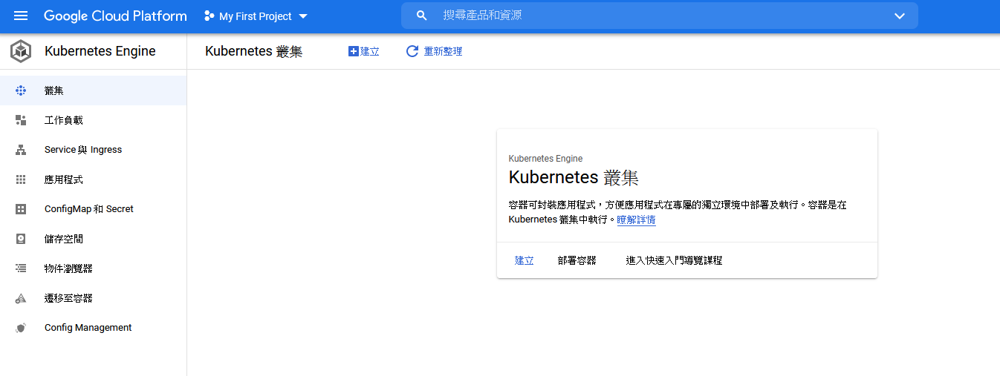 Google Cloud Platform My First Project 搜尋產品和資源
Kubernetes Engine Kubernetes 叢集 建立 重新整理
叢集
工作負載
Service 與 Ingress
應用程式
ConfigMap 和 Secret
儲存空間
物件瀏覽器
遷移至容器
Config Management
Kubernetes Engine
Kubernetes 叢集
容器可封裝應用程式，方便應用程式在專屬的獨立環境中部署及執行。容器是在
Kubernetes 叢集中執行。瞭解詳情
建立 部署容器 進入快速入門導覽課程